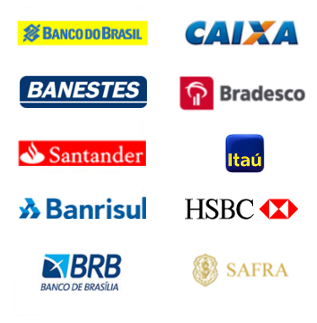 BANCO DO BRASIL
CAIXA
BANESTES
Bradesco
Santander
Itaú
Banrisul
HSBC
BRB
BANCO DE BRASÍLIA
SAFRA